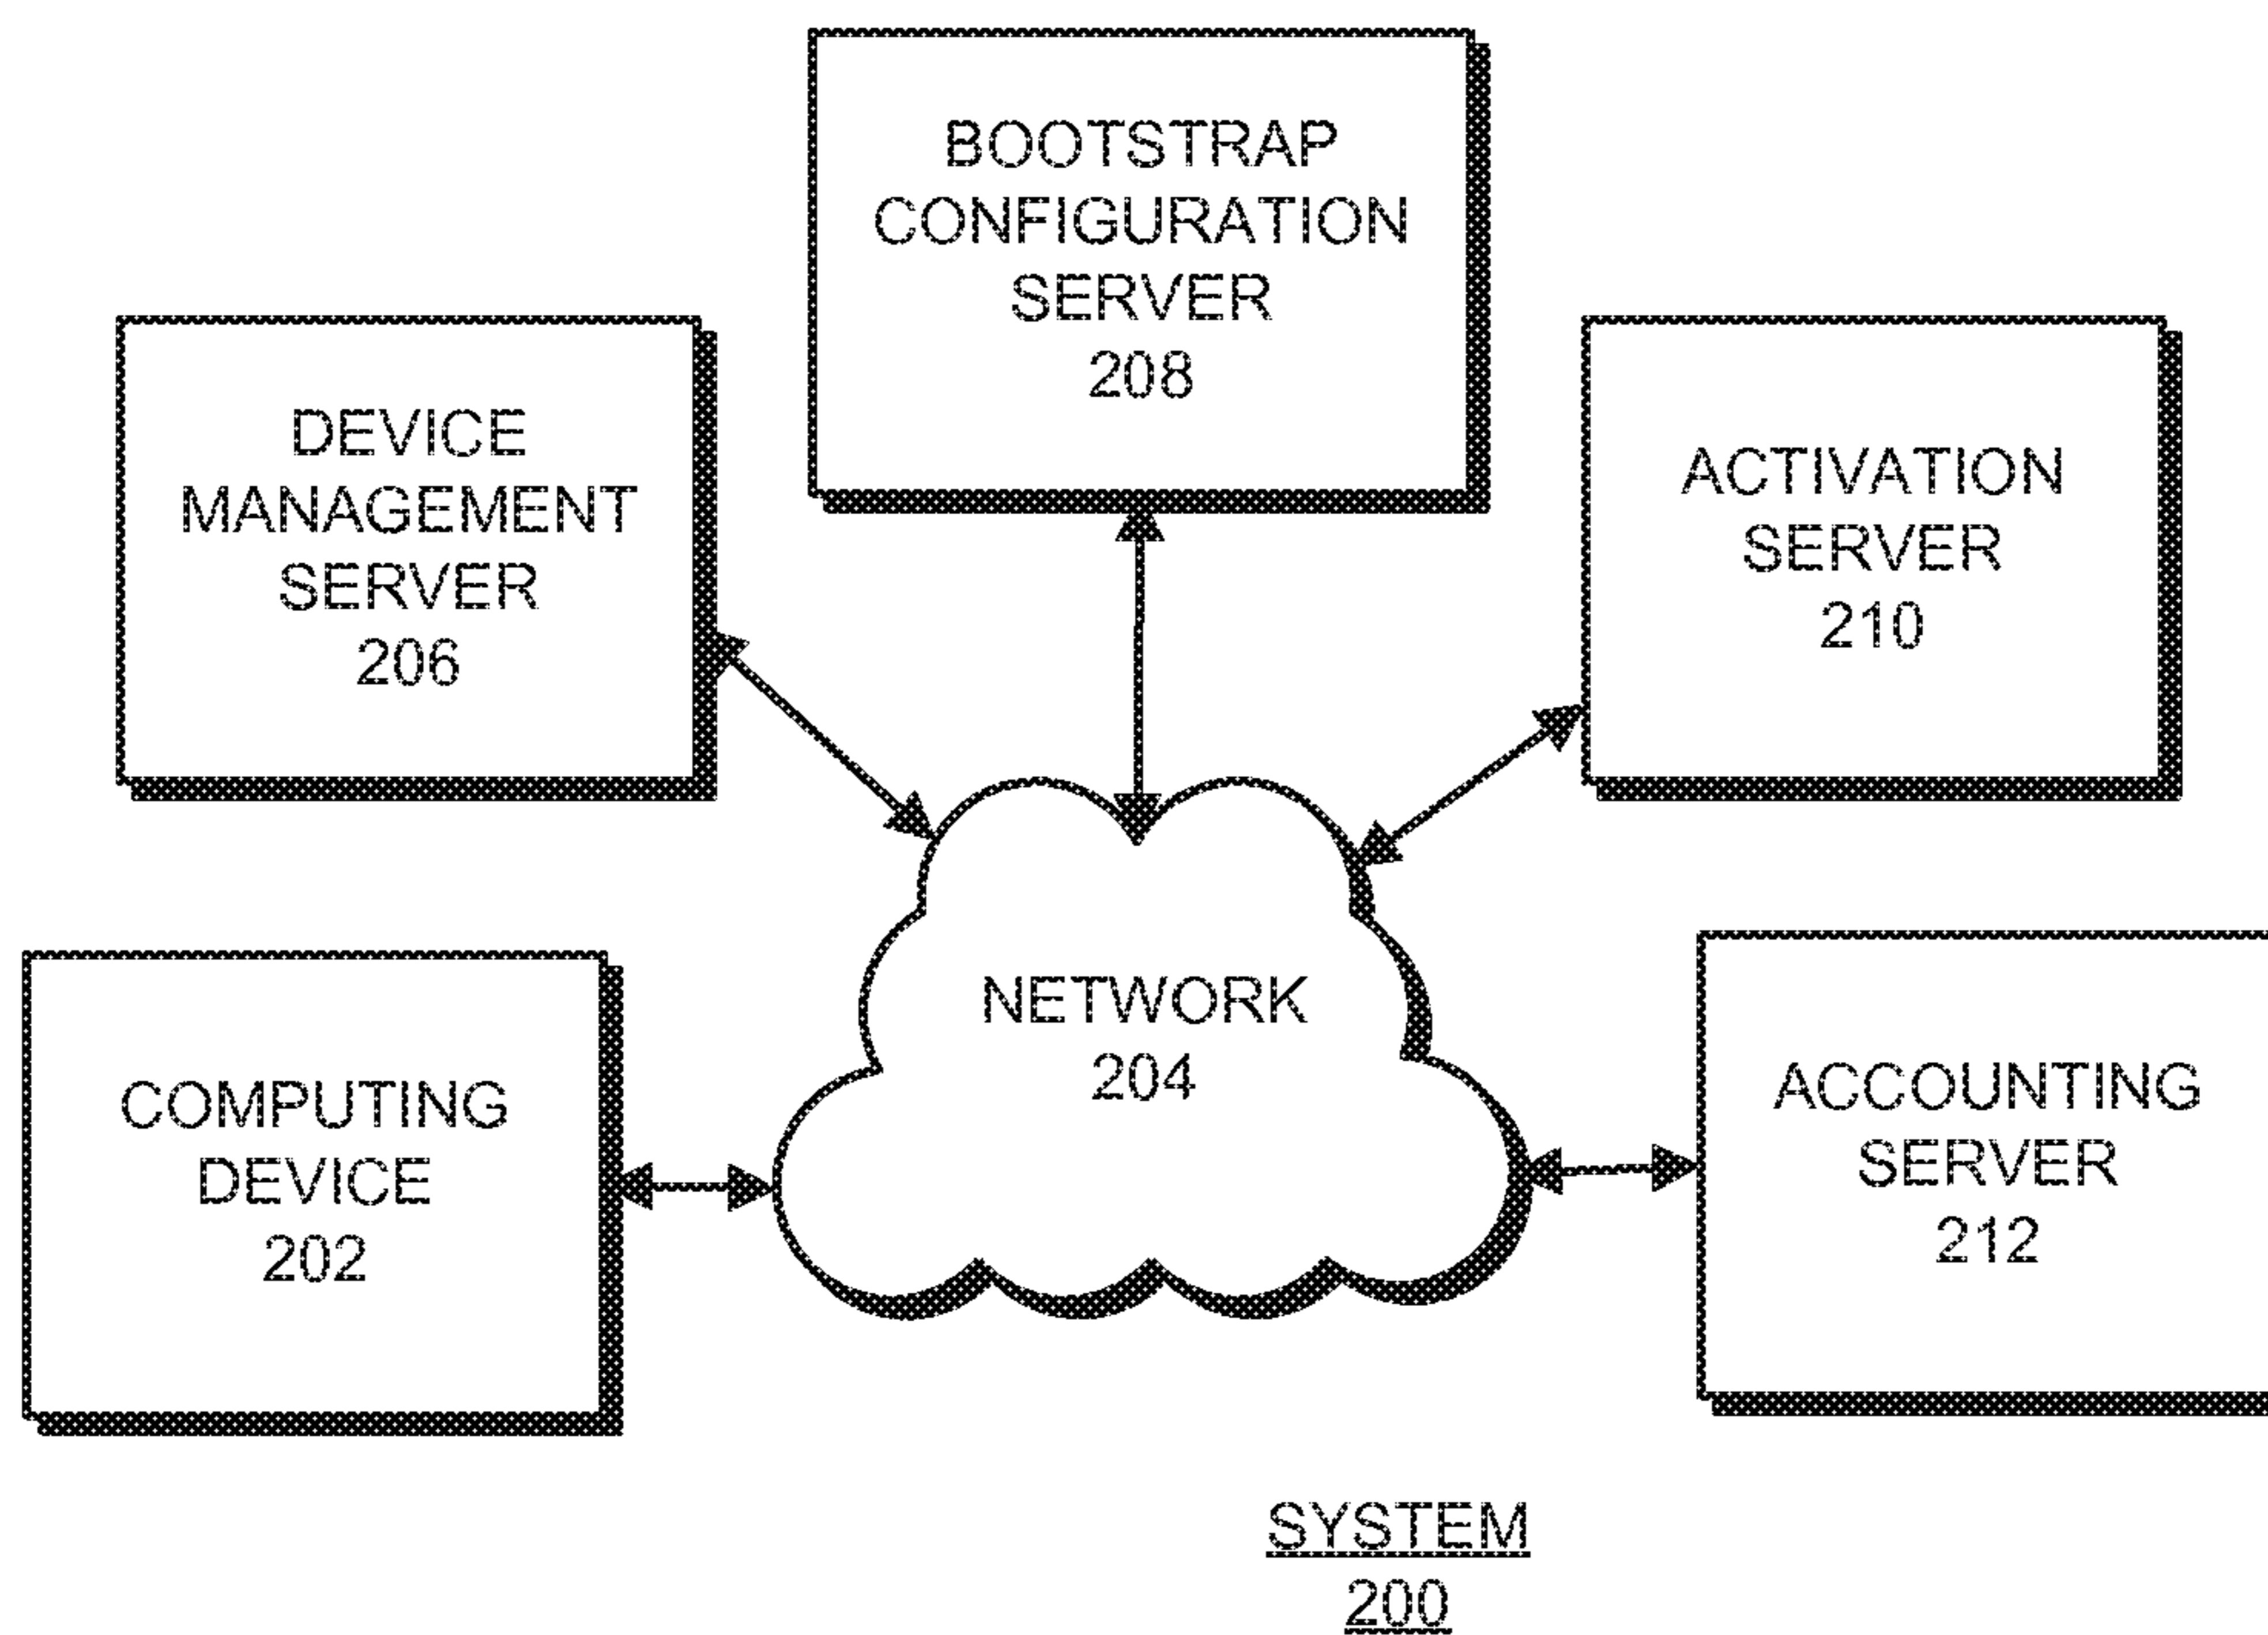 BOOTSTRAP
CONFIGURATION
SERVER
208
DEVICE
MANAGEMENT
SERVER
206
ACTIVATION
SERVER
210
NETWORK
204
COMPUTING
DEVICE
202
ACCOUNTING
SERVER
212
SYSTEM
200